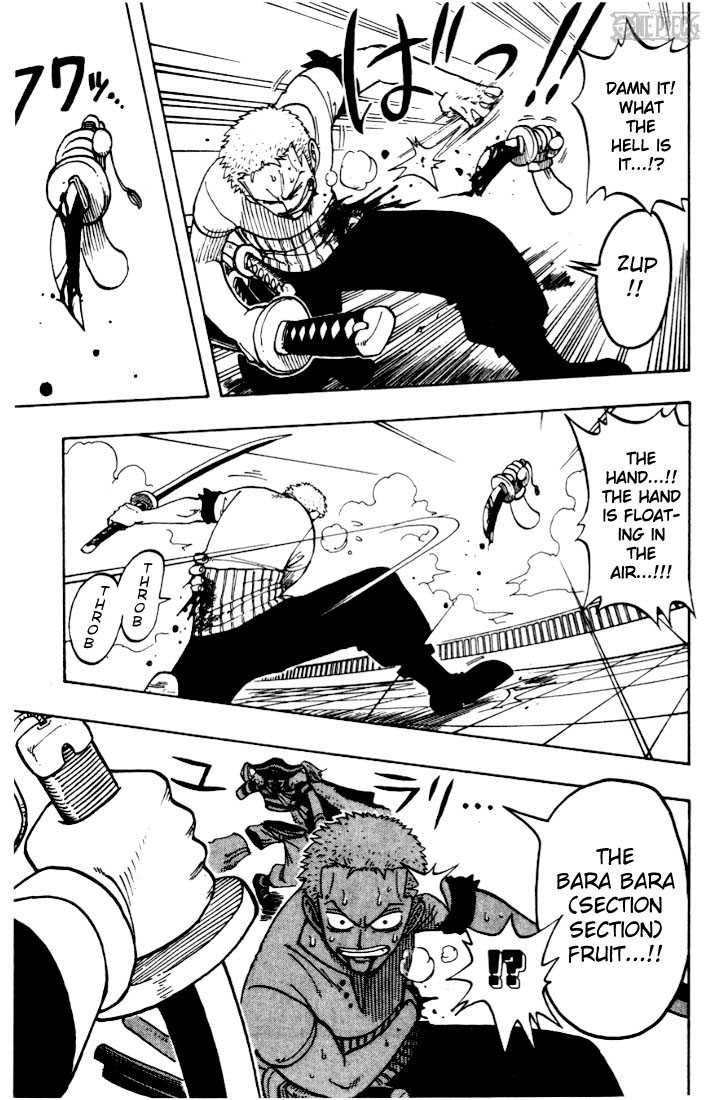 ONE PIECE
DAMN IT!
WHAT
THE
HELL IS
IT...!?
ば"っ!!
ZUP
!!
フワッ...
THE
HAND...!!
THE HAND
IS FLOAT-
ING IN
THE
AIR...!!!
THROB
THROB
THE
BARA BARA
(SECTION
SECTION)
FRUIT...!!
!?
ユラリ...